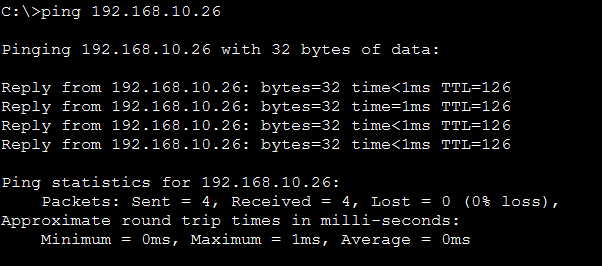 C:\>ping 192.168.10.26
Pinging 192.168.10.26 with 32 bytes of data:
Reply from 192.168.10.26: bytes=32 time<1ms TTL=126
Reply from 192.168.10.26: bytes=32 time=1ms TTL=126
Reply from 192.168.10.26: bytes=32 time<1ms TTL=126
Reply from 192.168.10.26: bytes=32 time<1ms TTL=126
Ping statistics for 192.168.10.26:
Packets: Sent = 4, Received = 4, Lost = 0 (0% loss),
Approximate round trip times in milli-seconds:
Minimum = 0ms, Maximum = 1ms, Average = 0ms